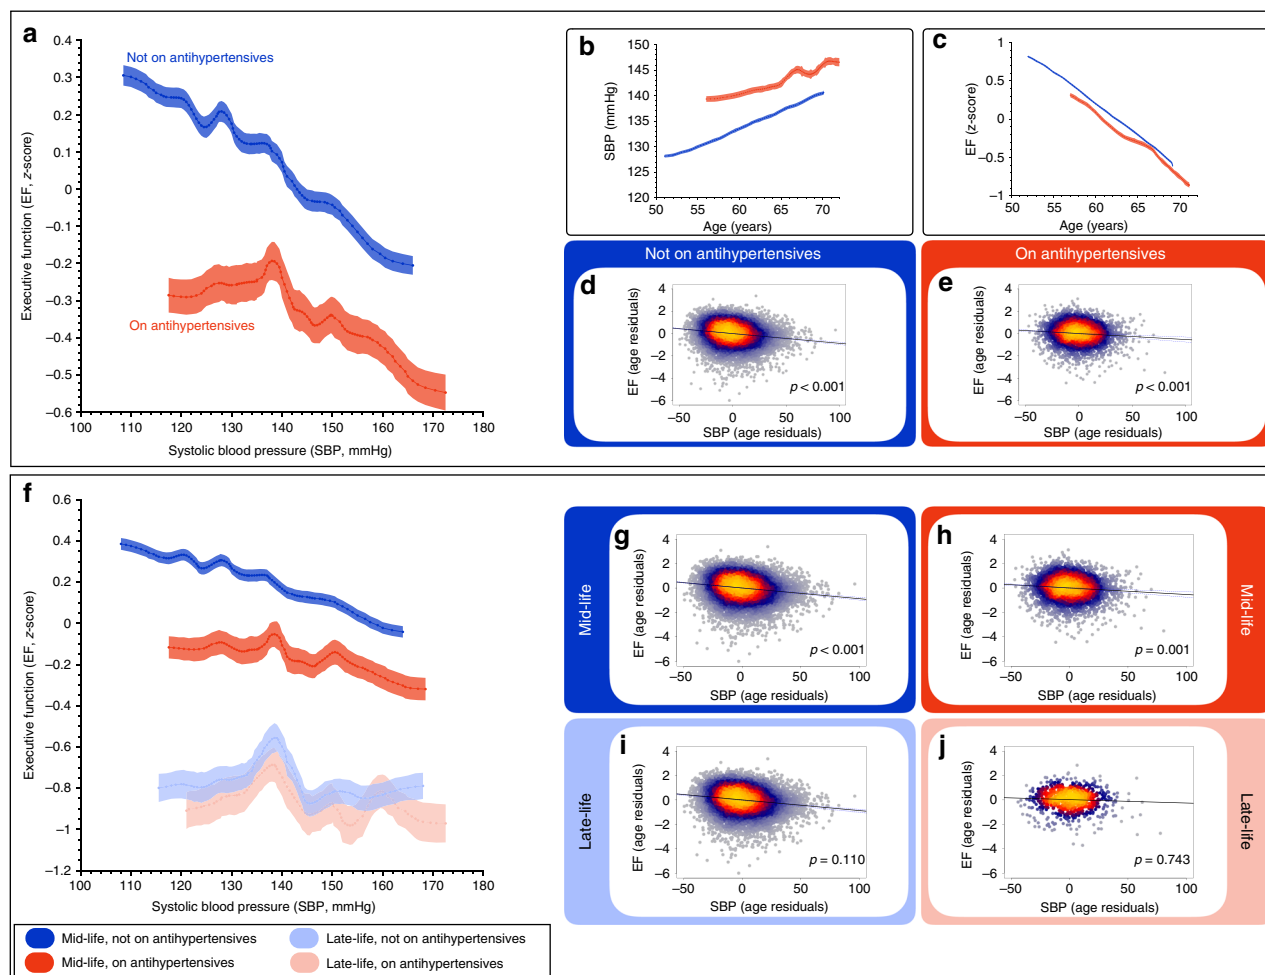 a
0.4
0.3
0.2
0.1
0
−0.1
−0.2
−0.3
−0.4
−0.5
−0.6
100
110
120
130
140
150
160
170
180
Executive function (EF, z-score)
Systolic blood pressure (SBP, mmHg)
Not on antihypertensives
On antihypertensives
b
150
145
140
135
130
125
120
50
55
60
65
70
SBP (mmHg)
Age (years)
c
1
0.5
0
−0.5
−1
50
55
60
65
70
EF (z-score)
Age (years)
Not on antihypertensives
d
4
2
0
−2
−4
−6
−50
0
50
100
EF (age residuals)
SBP (age residuals)
p < 0.001
On antihypertensives
e
4
2
0
−2
−4
−6
−50
0
50
100
EF (age residuals)
SBP (age residuals)
p < 0.001
f
0.6
0.4
0.2
0
−0.2
−0.4
−0.6
−0.8
−1
−1.2
100
110
120
130
140
150
160
170
180
Executive function (EF, z-score)
Systolic blood pressure (SBP, mmHg)
Mid-life, not on antihypertensives
Late-life, not on antihypertensives
Mid-life, on antihypertensives
Late-life, on antihypertensives
Mid-life
g
4
2
0
−2
−4
−6
−50
0
50
100
EF (age residuals)
SBP (age residuals)
p < 0.001
Mid-life
h
4
2
0
−2
−4
−6
−50
0
50
100
EF (age residuals)
SBP (age residuals)
p = 0.001
Late-life
i
4
2
0
−2
−4
−6
−50
0
50
100
EF (age residuals)
SBP (age residuals)
p = 0.110
Late-life
j
4
2
0
−2
−4
−6
−50
0
50
100
EF (age residuals)
SBP (age residuals)
p = 0.743